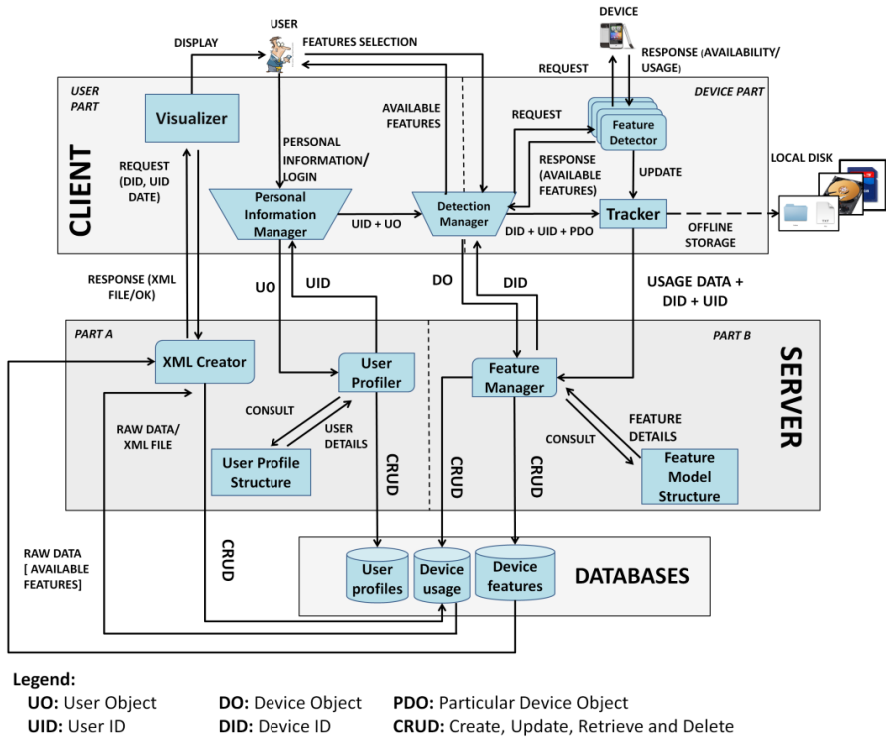 USER
DEVICE
DISPLAY
FEATURES SELECTION
RESPONSE (AVAILABILITY/
USAGE)
REQUEST
USER
PART
DEVICE PART
CLIENT
Visualizer
AVAILABLE
FEATURES
REQUEST
Feature
Detector
PERSONAL
INFORMATION/
LOGIN
REQUEST
(DID, UID
DATE)
RESPONSE
(AVAILABLE
FEATURES)
UPDATE
LOCAL DISK
Personal
Information
Manager
UID + UO
Detection
Manager
DID + UID + PDO
Tracker
OFFLINE
STORAGE
RESPONSE (XML
FILE/OK)
U0
UID
DO
DID
USAGE DATA +
DID + UID
PART A
PART B
SERVER
XML Creator
User
Profiler
Feature
Manager
RAW DATA/
XML FILE
CONSULT
USER
DETAILS
CONSULT
FEATURE
DETAILS
User Profile
Structure
Feature
Model
Structure
CRUD
CRUD
CRUD
CRUD
RAW DATA
[ AVAILABLE
FEATURES]
User
profiles
Device
usage
Device
features
DATABASES
Legend:
UO: User Object
DO: Device Object
PDO: Particular Device Object
UID: User ID
DID: Device ID
CRUD: Create, Update, Retrieve and Delete